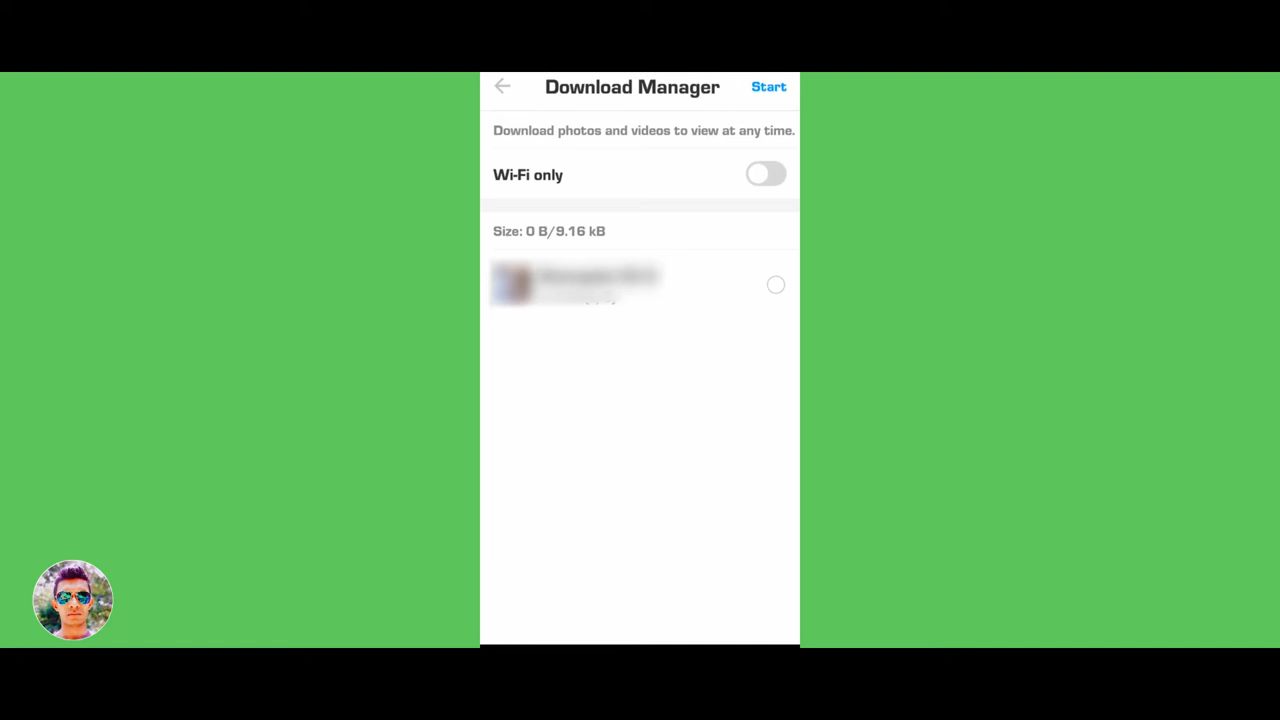 Download Manager
Start
Download photos and videos to view at any time.
Wi-Fi only
Size: 0 B/9.16 kB